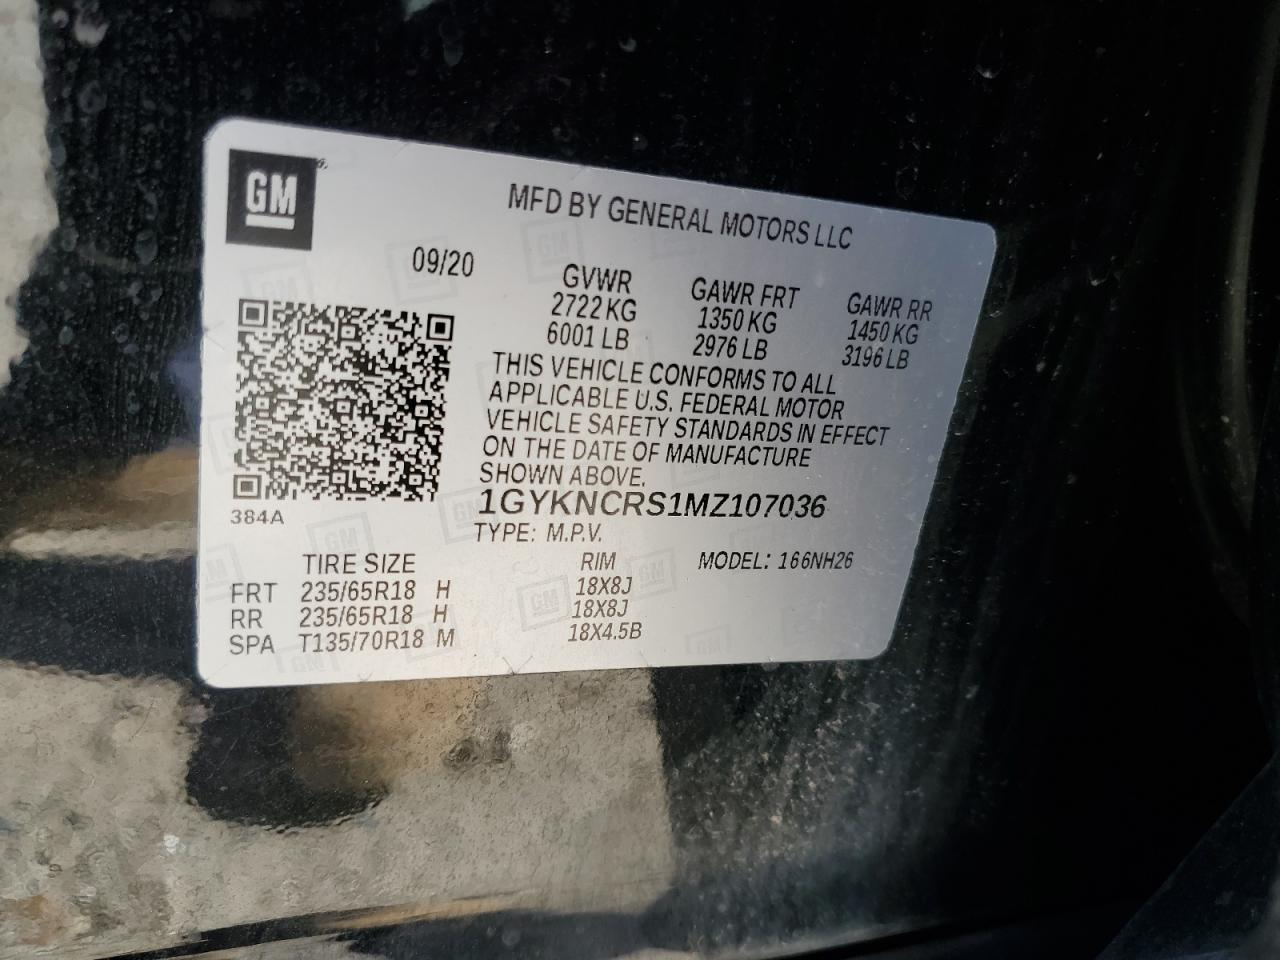 GM
MFD BY GENERAL MOTORS LLC
09/20
GVWR GAWR FRT GAWR RR
2722 KG 1350 KG 1450 KG
6001 LB 2976 LB 3196 LB
THIS VEHICLE CONFORMS TO ALL
APPLICABLE U.S. FEDERAL MOTOR
VEHICLE SAFETY STANDARDS IN EFFECT
ON THE DATE OF MANUFACTURE
SHOWN ABOVE.
1GYKNCRS1MZ107036
384A
TYPE: M.P.V.
TIRE SIZE RIM MODEL: 166NH26
FRT 235/65R18 H 18X8J
RR 235/65R18 H 18X8J
SPA T135/70R18 M 18X4.5B